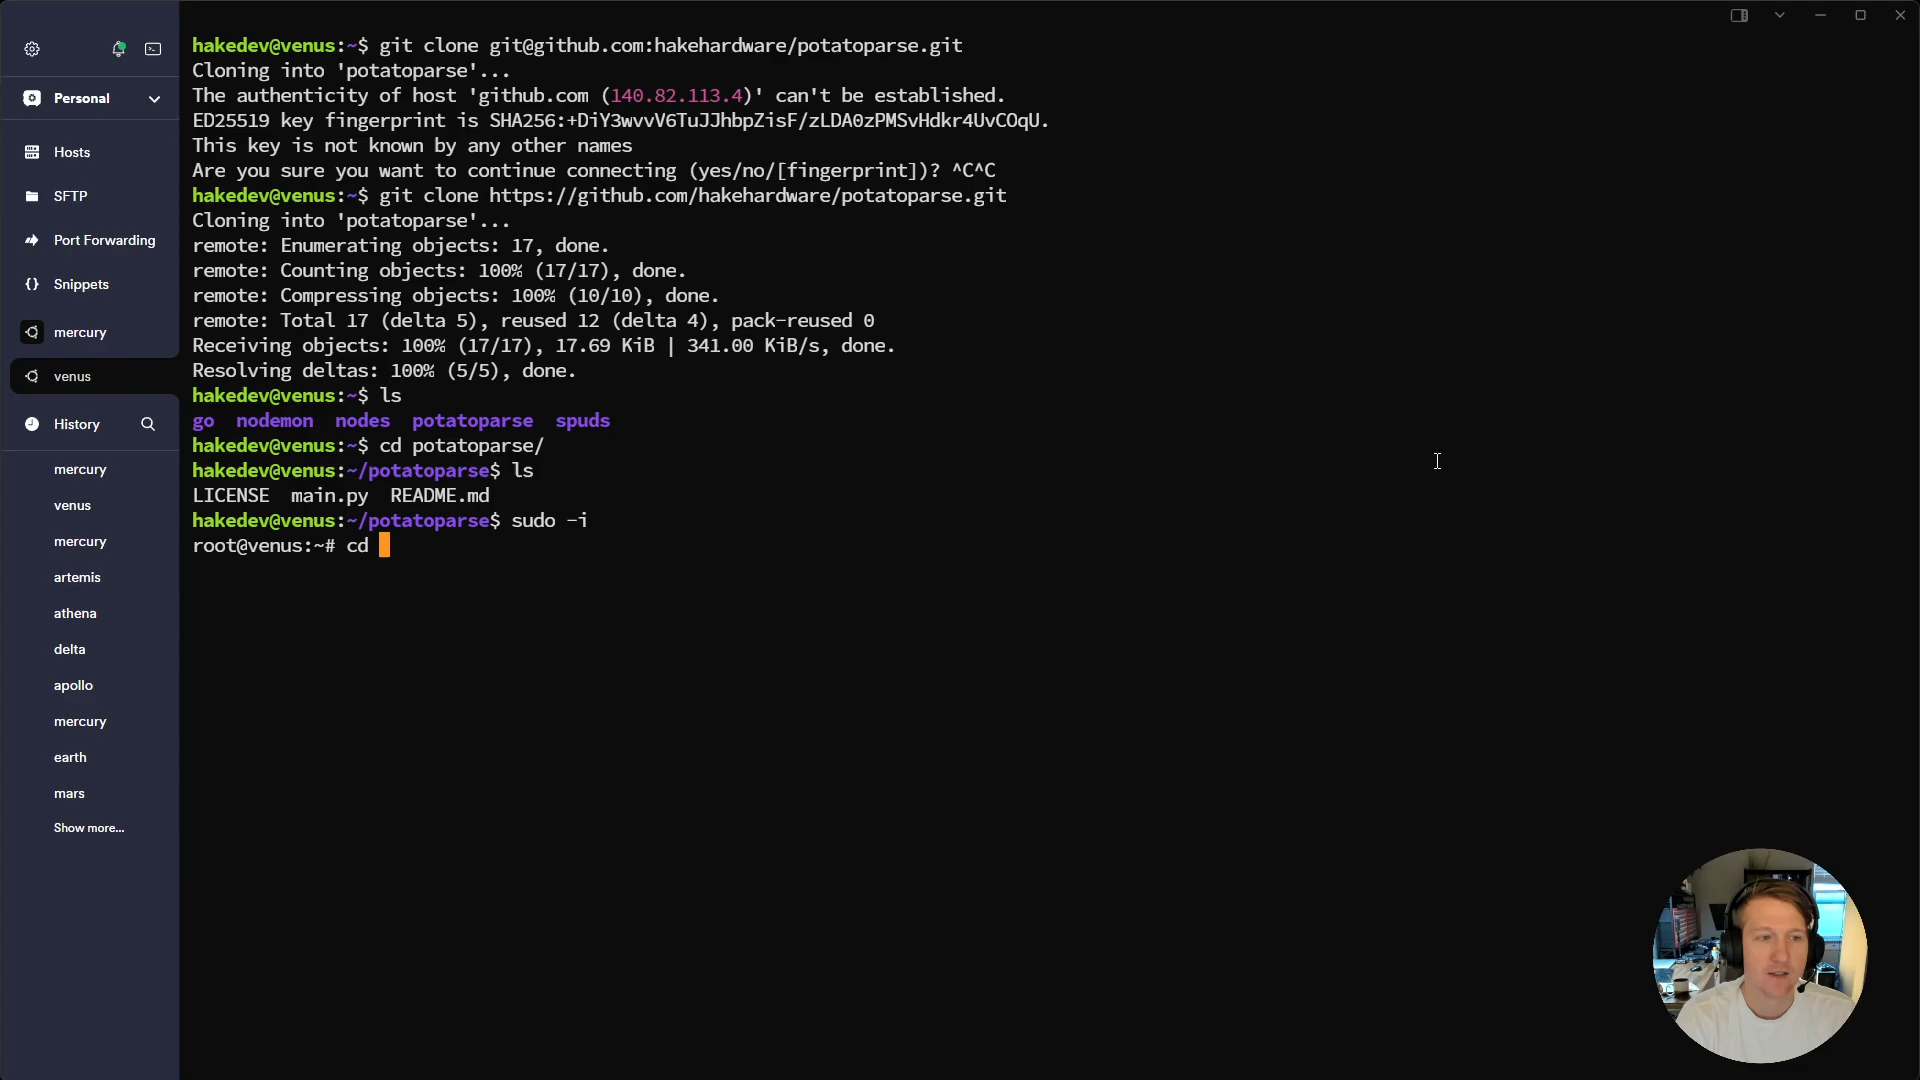 Personal
Hosts
SFTP
Port Forwarding
Snippets
mercury
venus
History
mercury
venus
mercury
artemis
athena
delta
apollo
mercury
earth
mars
Show more...
hakedev@venus:~$ git clone git@github.com:hakehardware/potatoparse.git
Cloning into 'potatoparse'...
The authenticity of host 'github.com (140.82.113.4)' can't be established.
ED25519 key fingerprint is SHA256:+DiY3wvvV6TuJJhbpZisF/zLDA0zPMSvHdkr4UvCOqU.
This key is not known by any other names
Are you sure you want to continue connecting (yes/no/[fingerprint])? ^C^C
hakedev@venus:~$ git clone https://github.com/hakehardware/potatoparse.git
Cloning into 'potatoparse'...
remote: Enumerating objects: 17, done.
remote: Counting objects: 100% (17/17), done.
remote: Compressing objects: 100% (10/10), done.
remote: Total 17 (delta 5), reused 12 (delta 4), pack-reused 0
Receiving objects: 100% (17/17), 17.69 KiB | 341.00 KiB/s, done.
Resolving deltas: 100% (5/5), done.
hakedev@venus:~$ ls
go  nodemon  nodes  potatoparse  spuds
hakedev@venus:~$ cd potatoparse/
hakedev@venus:~/potatoparse$ ls
LICENSE  main.py  README.md
hakedev@venus:~/potatoparse$ sudo -i
root@venus:~# cd